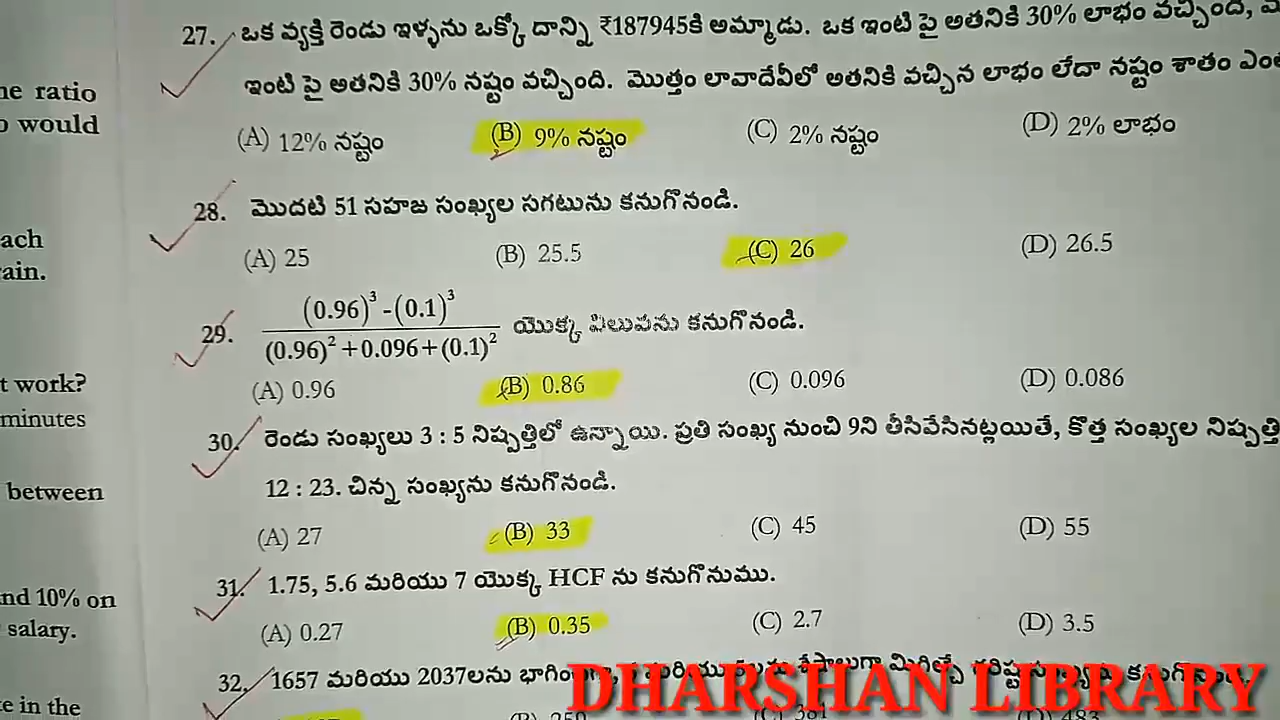 he ratio
o would
ach
ain.
t work?
minutes
between
nd 10% on
salary.
e in the
27. ఒక వ్యక్తి రెండు ఇళ్ళను ఒక్కో దాన్ని ₹187945కి అమ్మాడు. ఒక ఇంటి పై అతనికి 30% లాభం వచ్చింది,
ఇంటి పై అతనికి 30% నష్టం వచ్చింది. మొత్తం లావాదేవీలో అతనికి వచ్చిన లాభం లేదా నష్టం శాతం ఎంత
(A) 12% నష్టం (B) 9% నష్టం (C) 2% నష్టం (D) 2% లాభం
28. మొదటి 51 సహజ సంఖ్యల సగటును కనుగొనండి.
(A) 25 (B) 25.5 (C) 26 (D) 26.5
29. (0.96)³-(0.1)³ / (0.96)²+0.096+(0.1)² యొక్క విలువను కనుగొనండి.
(A) 0.96 (B) 0.86 (C) 0.096 (D) 0.086
30. రెండు సంఖ్యలు 3 : 5 నిష్పత్తిలో ఉన్నాయి. ప్రతి సంఖ్య నుంచి 9ని తీసివేసినట్లయితే, కొత్త సంఖ్యల నిష్పత్తి
12 : 23. చిన్న సంఖ్యను కనుగొనండి.
(A) 27 (B) 33 (C) 45 (D) 55
31. 1.75, 5.6 మరియు 7 యొక్క HCF ను కనుగొనుము.
(A) 0.27 (B) 0.35 (C) 2.7 (D) 3.5
32. 1657 మరియు 2037లను
DHARSHAN LIBRARY